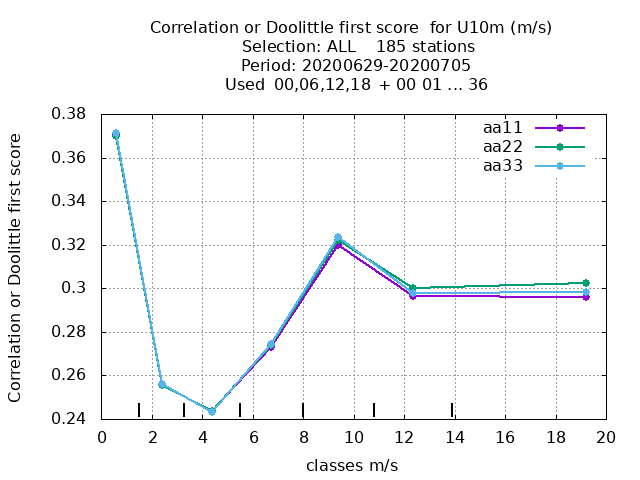 Correlation or Doolittle first score  for U10m (m/s)
Selection: ALL    185 stations
Period: 20200629-20200705
Used  00,06,12,18  + 00 01 ... 36
Correlation or Doolittle first score
0.38
0.36
0.34
0.32
0.3
0.28
0.26
0.24
aa11
aa22
aa33
0 2 4 6 8 10 12 14 16 18 20
classes m/s